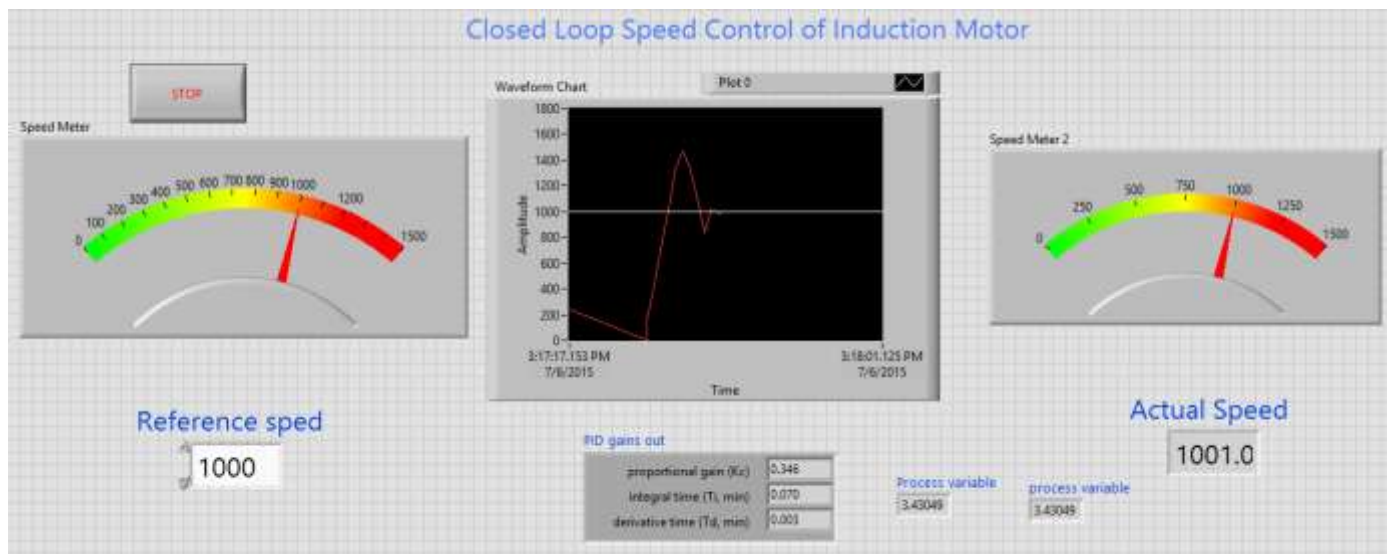 Closed Loop Speed Control of Induction Motor
STOP
Waveform Chart
Plot 0
Speed Meter
0 100 200 300 400 500 600 700 800 900 1000 1200 1500
Amplitude
1800
1600
1400
1200
1000
800
600
400
200
0
3:17:17.153 PM
7/6/2015
3:18:01.125 PM
7/6/2015
Time
Speed Meter 2
0 250 500 750 1000 1250 1500
Reference sped
1000
Actual Speed
1001.0
PID gains out
proportional gain (Kc) 0.346
integral time (Ti, min) 0.070
derivative time (Td, min)
Process variable
3.43049
process variable
3.43049